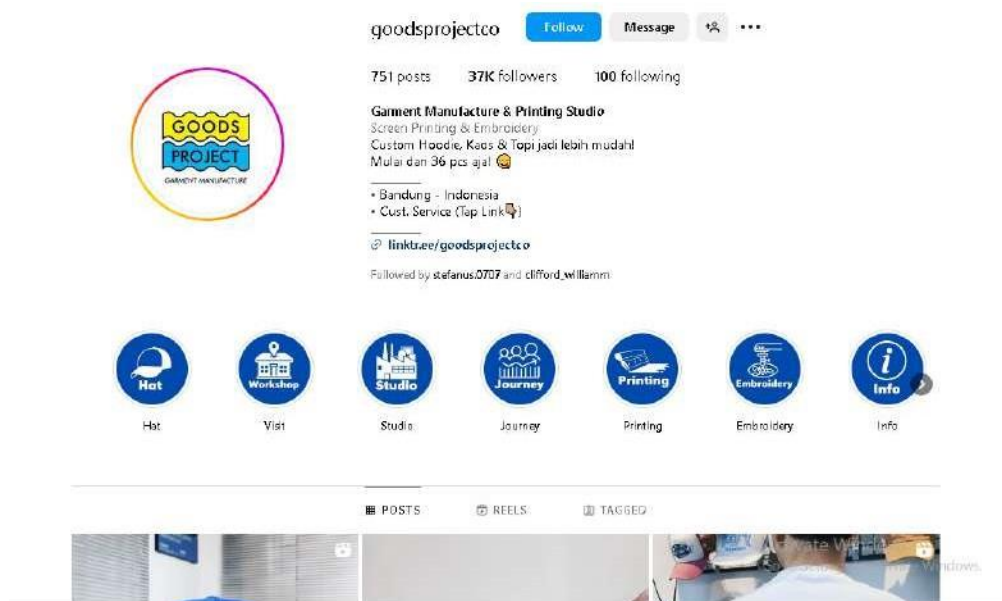 goodsprojectco Follow Message
751 posts 37K followers 100 following
GOODS
PROJECT
GARMENT MANUFACTURE
Garment Manufacture & Printing Studio
Screen Printing & Embroidery
Custom Hoodie, Kaos & Topi jadi lebih mudah!
Mulai dari 36 pcs aja! 😄
• Bandung - Indonesia
• Cust. Service (Tap Link👇)
linktr.ee/goodsprojectco
Followed by stefanus.0707 and clifford_williamm
Hat Workshop Studio Journey Printing Embroidery Info
Hat Visit Studio Journey Printing Embroidery Info
POSTS REELS TAGGED
Windows.